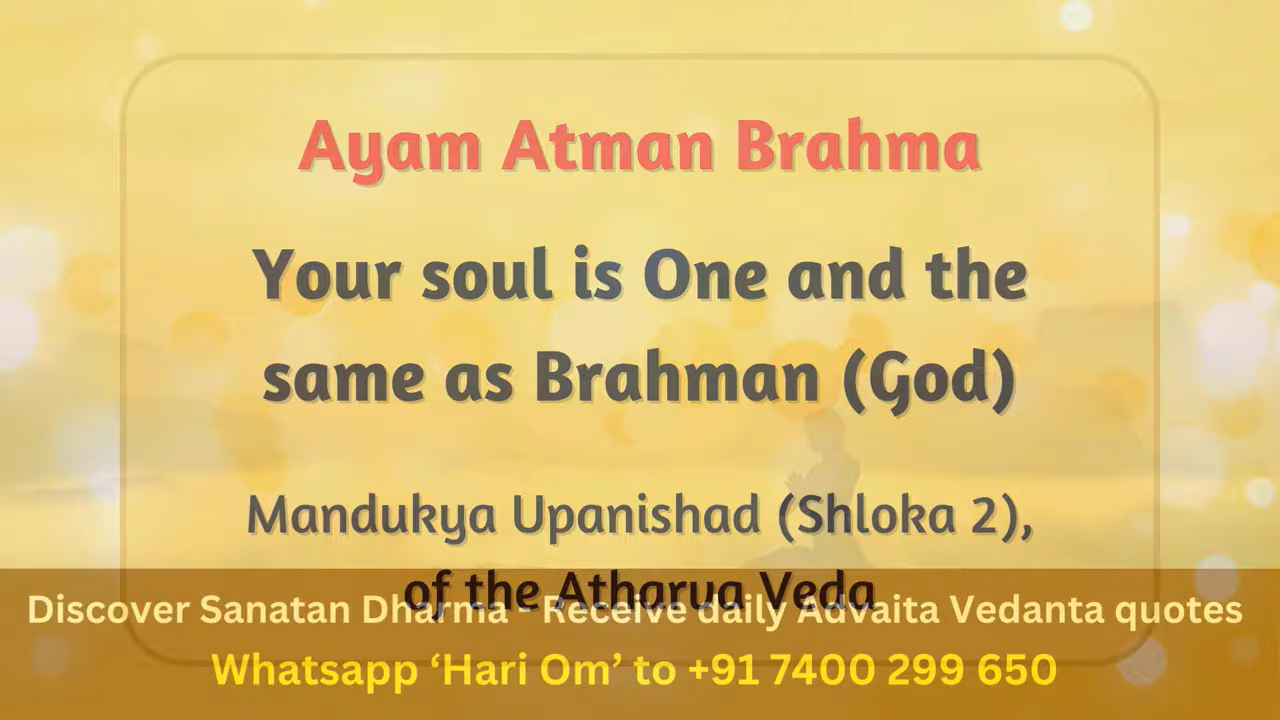 Ayam Atman Brahma
Your soul is One and the
same as Brahman (God)
Mandukya Upanishad (Shloka 2),
of the Atharva Veda
Discover Sanatan Dharma - Receive daily Advaita Vedanta quotes
Whatsapp ‘Hari Om’ to +91 7400 299 650